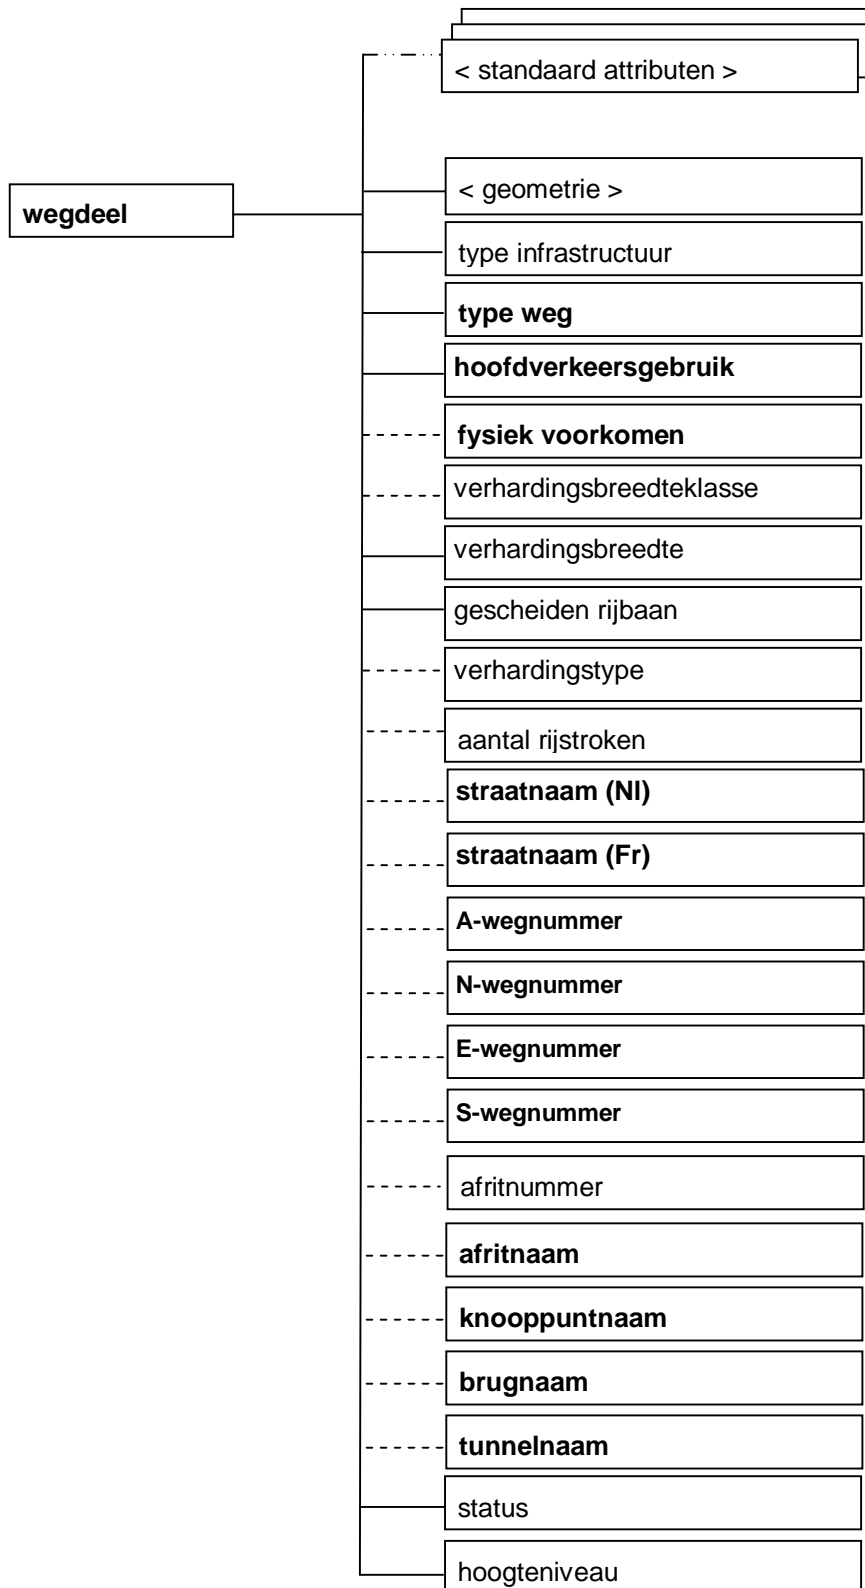 < standaard attributen >
wegdeel
< geometrie >
type infrastructuur
type weg
hoofdverkeersgebruik
fysiek voorkomen
verhardingsbreedteklasse
verhardingsbreedte
gescheiden rijbaan
verhardingstype
aantal rijstroken
straatnaam (Nl)
straatnaam (Fr)
A-wegnummer
N-wegnummer
E-wegnummer
S-wegnummer
afritnummer
afritnaam
knooppuntnaam
brugnaam
tunnelnaam
status
hoogteniveau